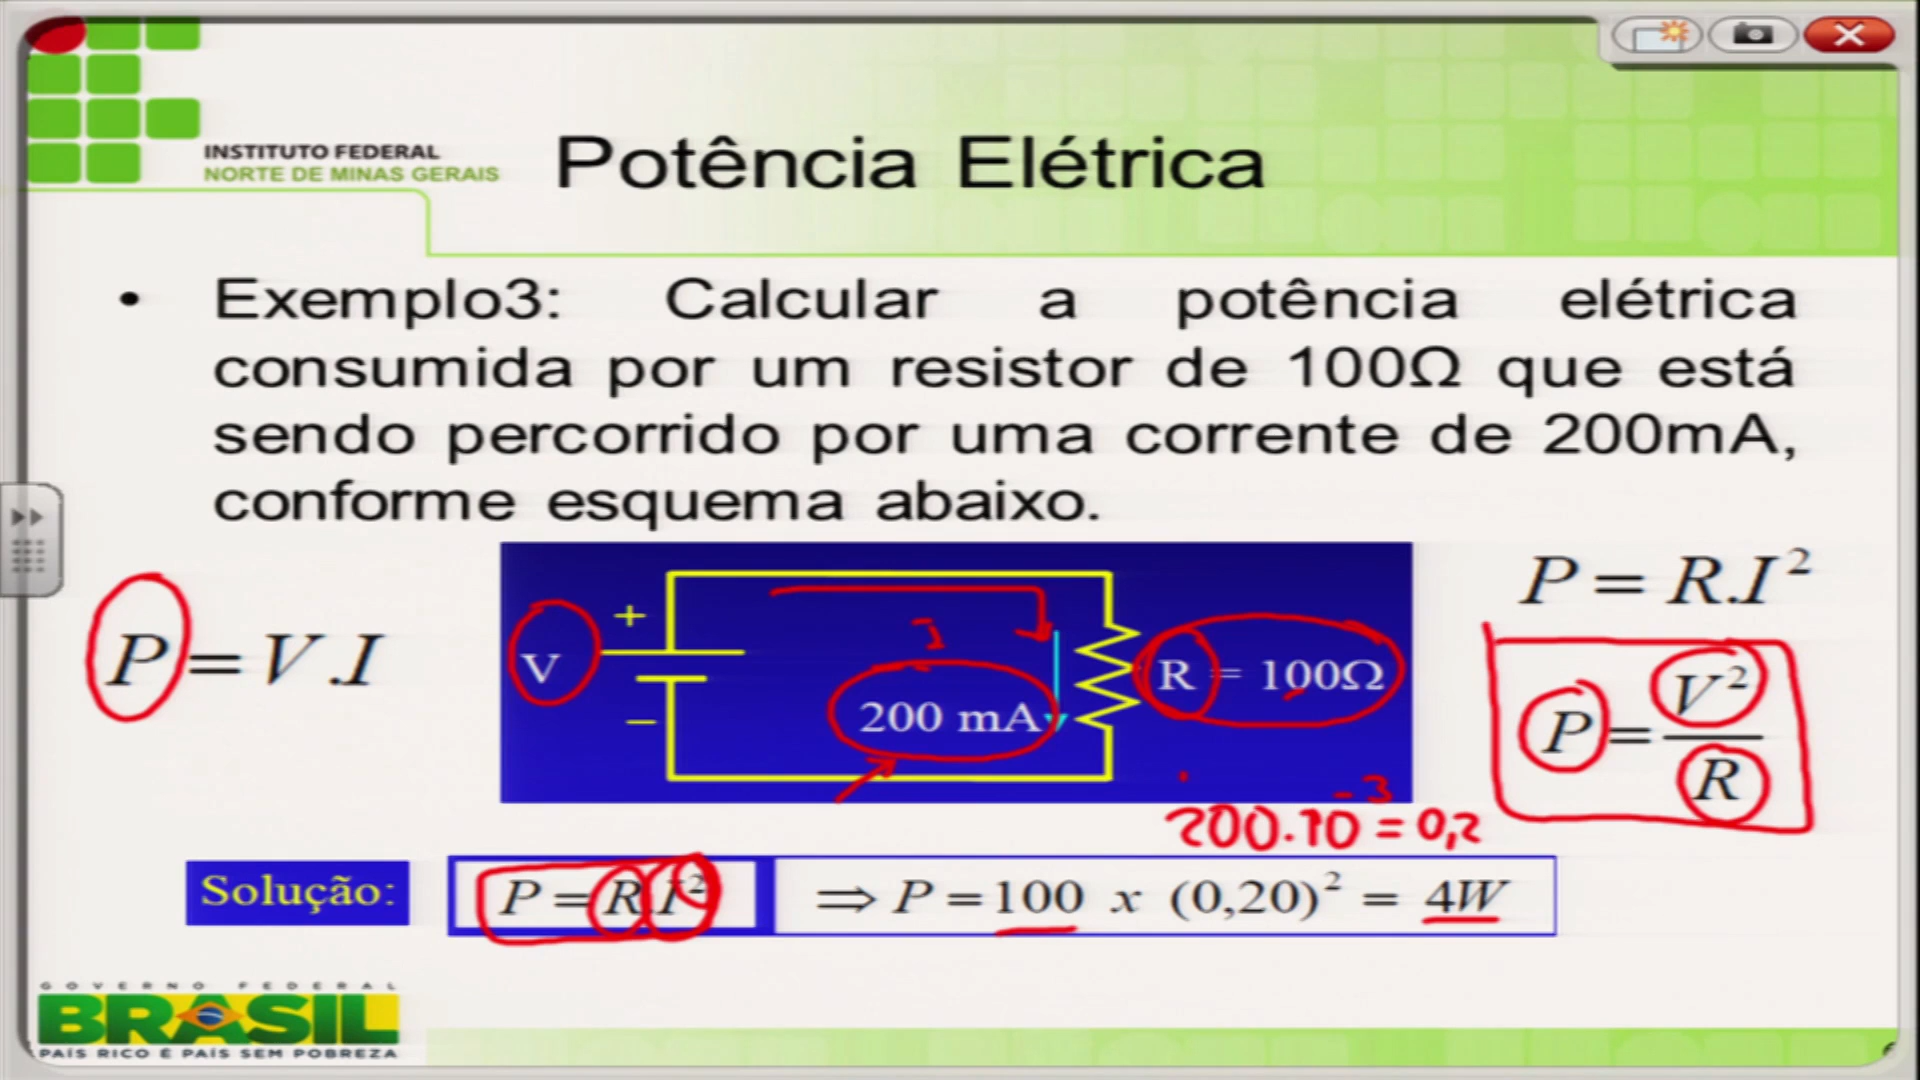 INSTITUTO FEDERAL
NORTE DE MINAS GERAIS
Potência Elétrica
• Exemplo3: Calcular a potência elétrica
consumida por um resistor de 100Ω que está
sendo percorrido por uma corrente de 200mA,
conforme esquema abaixo.
P = V.I
+
V
−
I
200 mA
R = 100Ω
P = R.I²
P = V²/R
200.10⁻³ = 0,2
Solução:
P = R.I²
⇒ P = 100 x (0,20)² = 4W
GOVERNO FEDERAL
BRASIL
PAÍS RICO É PAÍS SEM POBREZA